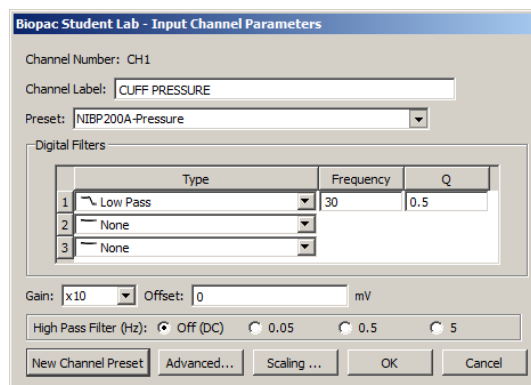 Biopac Student Lab - Input Channel Parameters
Channel Number: CH1
Channel Label: CUFF PRESSURE
Preset: NIBP200A-Pressure
Digital Filters
Type Frequency Q
1 Low Pass 30 0.5
2 None
3 None
Gain: x10 Offset: 0 mV
High Pass Filter (Hz): Off (DC) 0.05 0.5 5
New Channel Preset Advanced... Scaling ... OK Cancel